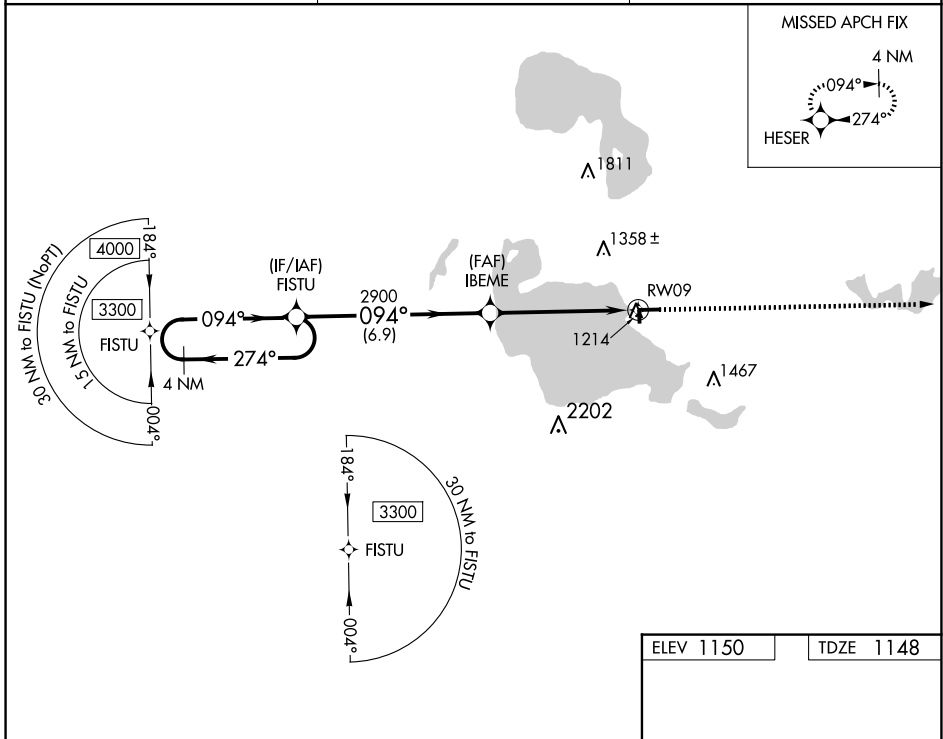 MISSED APCH FIX
4 NM
094°
274°
HESER
1811
1358 ±
(FAF)
IBEME
RW09
1214
(IF/IAF)
FISTU
2900
094°
(6.9)
094°
274°
4 NM
30 NM to FISTU (NoPT)
15 NM to FISTU
4000
3300
184°
FISTU
004°
1467
2202
184°
3300
30 NM to FISTU
FISTU
004°
ELEV 1150
TDZE 1148